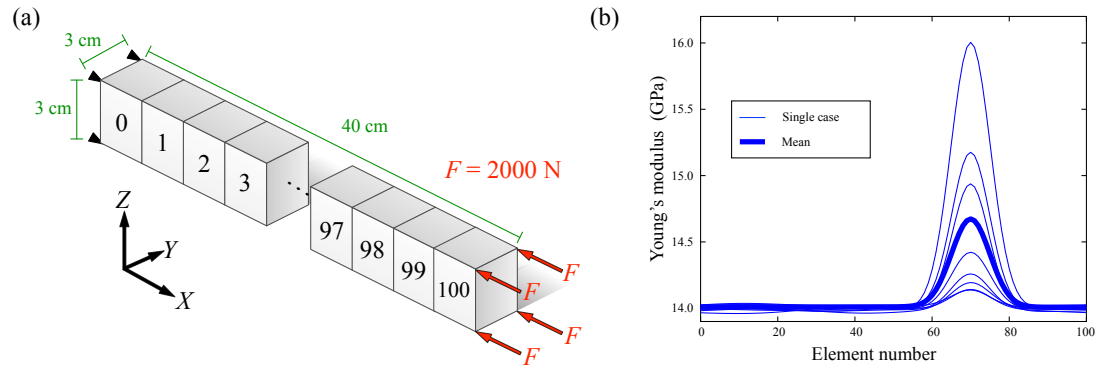 (a)
3 cm
3 cm
40 cm
F = 2000 N
0
1
2
3
97
98
99
100
F
F
F
F
Z
Y
X
(b)
Young's modulus (GPa)
16.0
15.5
15.0
14.5
14.0
Single case
Mean
0 20 40 60 80 100
Element number